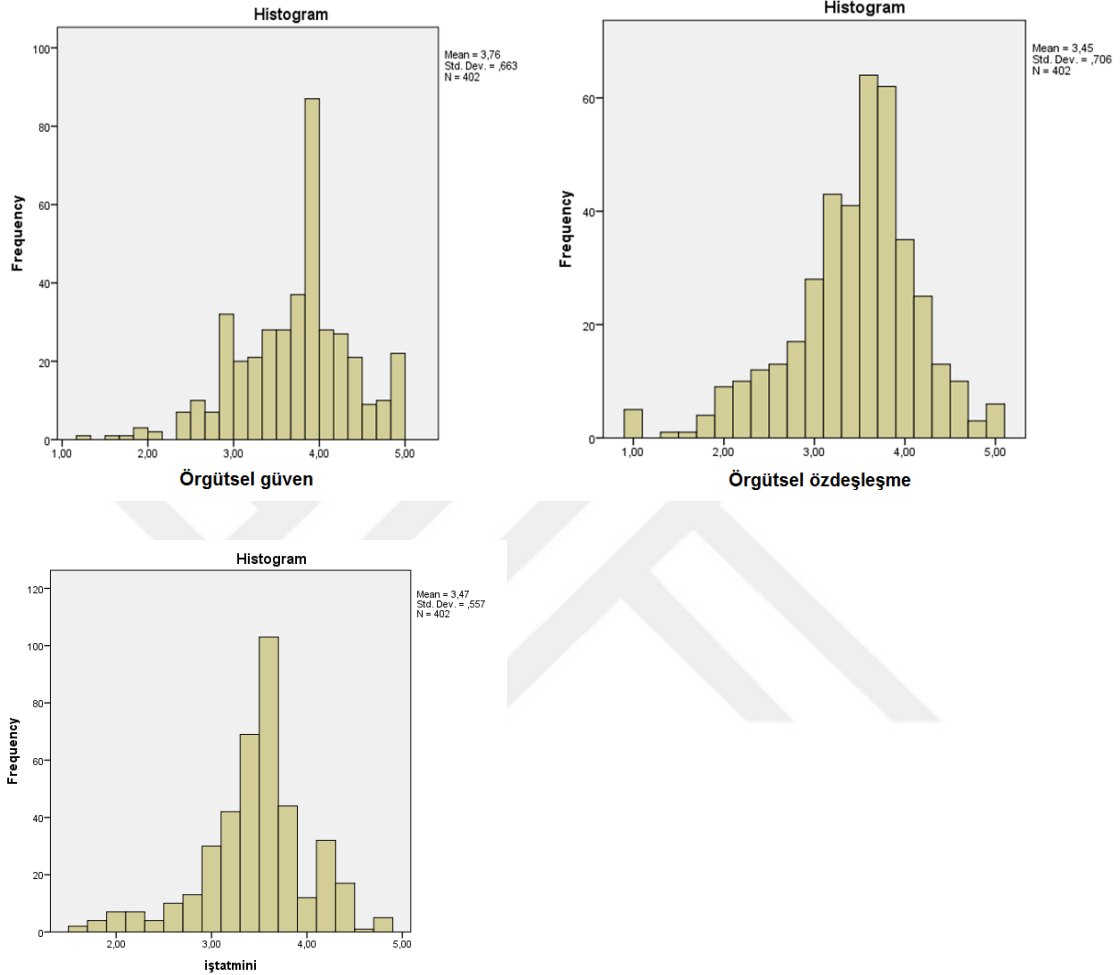 Histogram
Mean = 3,76
Std. Dev. = ,663
N = 402
100
80
60
40
20
0
Frequency
1,00 2,00 3,00 4,00 5,00
Örgütsel güven
Histogram
Mean = 3,45
Std. Dev. = ,706
N = 402
60
40
20
0
Frequency
1,00 2,00 3,00 4,00 5,00
Örgütsel özdeşleşme
Histogram
Mean = 3,47
Std. Dev. = ,557
N = 402
120
100
80
60
40
20
0
Frequency
2,00 3,00 4,00 5,00
iştatmini